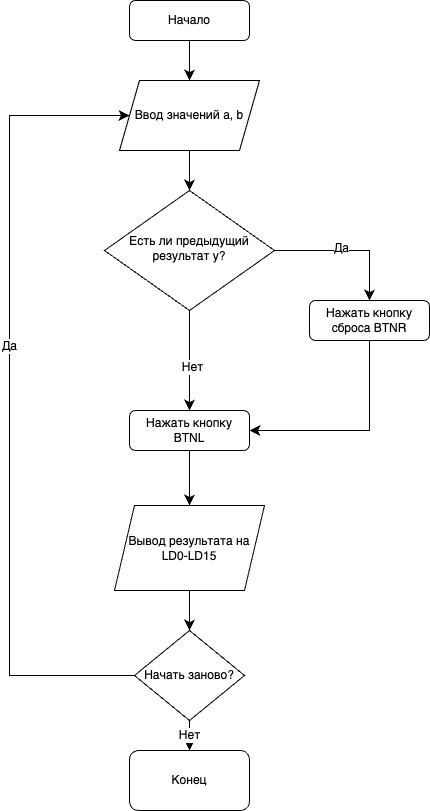 Начало
Ввод значений a, b
Есть ли предыдущий
результат y?
Да
Нажать кнопку
сброса BTNR
Да
Нет
Нажать кнопку
BTNL
Вывод результата на
LD0-LD15
Начать заново?
Нет
Конец